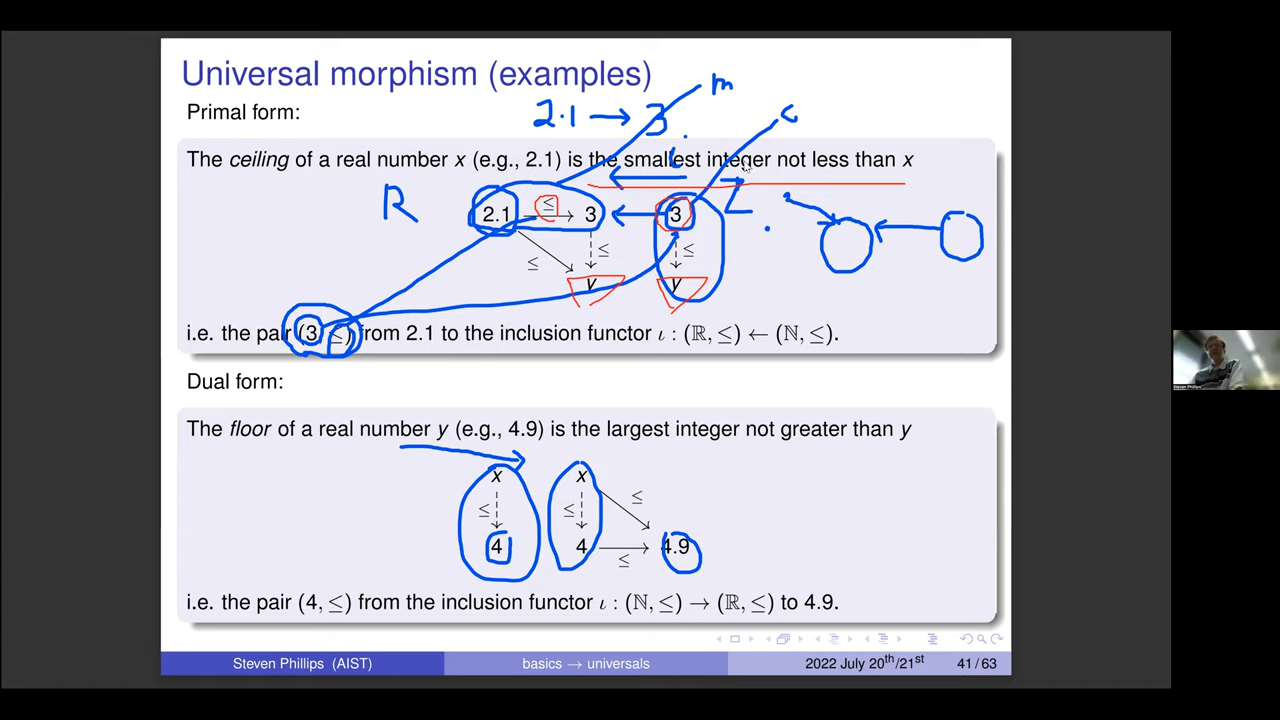 Universal morphism (examples)
m
Primal form:
2.1 → 3
c
The ceiling of a real number x (e.g., 2.1) is the smallest integer not less than x
R
Z
2.1 ≤ 3 3
≤ ≤ ≤
y y
i.e. the pair (3, ≤) from 2.1 to the inclusion functor ι : (ℝ, ≤) ← (ℕ, ≤).
Dual form:
The floor of a real number y (e.g., 4.9) is the largest integer not greater than y
x x
≤ ≤ ≤
4 4 ≤ 4.9
i.e. the pair (4, ≤) from the inclusion functor ι : (ℕ, ≤) → (ℝ, ≤) to 4.9.
Steven Phillips (AIST) basics → universals 2022 July 20th/21st 41 / 63
Steven Phillips